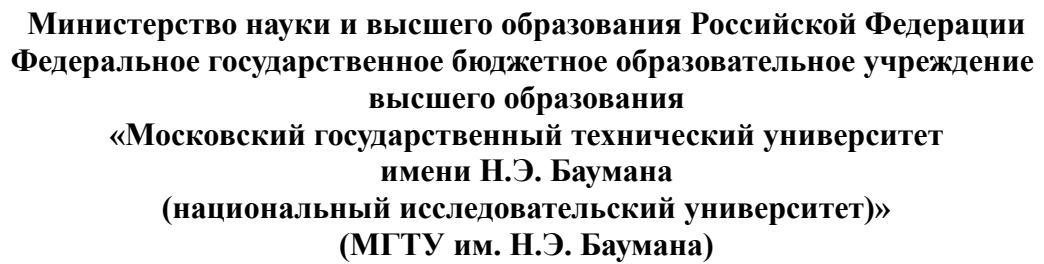 Министерство науки и высшего образования Российской Федерации
Федеральное государственное бюджетное образовательное учреждение
высшего образования
«Московский государственный технический университет
имени Н.Э. Баумана
(национальный исследовательский университет)»
(МГТУ им. Н.Э. Баумана)